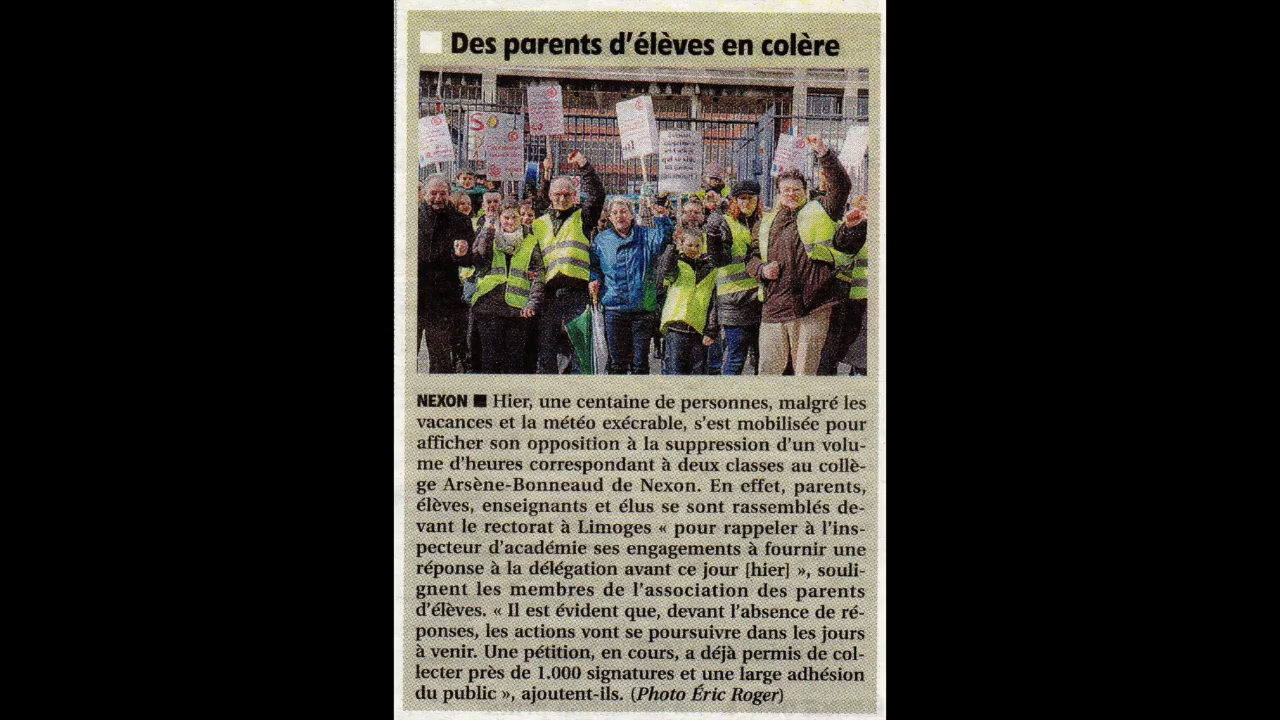 Des parents d'élèves en colère
NEXON ■ Hier, une centaine de personnes, malgré les
vacances et la météo exécrable, s'est mobilisée pour
afficher son opposition à la suppression d'un volu-
me d'heures correspondant à deux classes au collè-
ge Arsène-Bonneaud de Nexon. En effet, parents,
élèves, enseignants et élus se sont rassemblés de-
vant le rectorat à Limoges « pour rappeler à l'ins-
pecteur d'académie ses engagements à fournir une
réponse à la délégation avant ce jour [hier] », souli-
gnent les membres de l'association des parents
d'élèves. « Il est évident que, devant l'absence de ré-
ponses, les actions vont se poursuivre dans les jours
à venir. Une pétition, en cours, a déjà permis de col-
lecter près de 1.000 signatures et une large adhésion
du public », ajoutent-ils. (Photo Éric Roger)